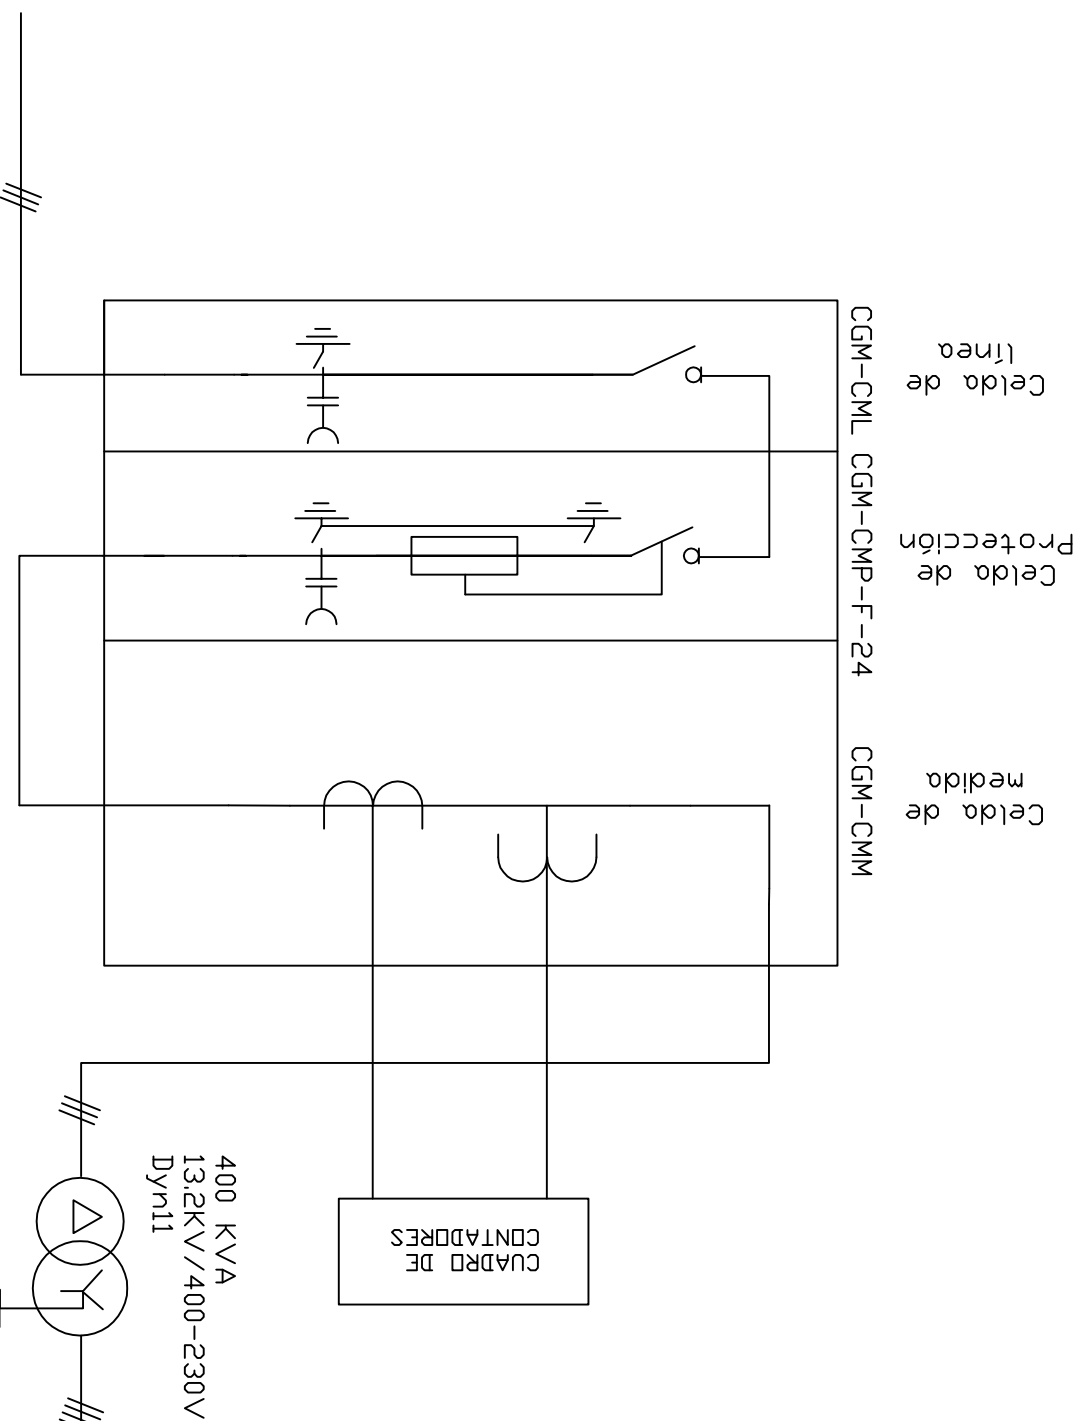 Celda de
línea
CGM-CML
Celda de
Protección
CGM-CMP-F-24
Celda de
medida
CGM-CMM
400 KVA
13,2KV//400-230V
Dyn11
CUADRO DE
CONTADORES